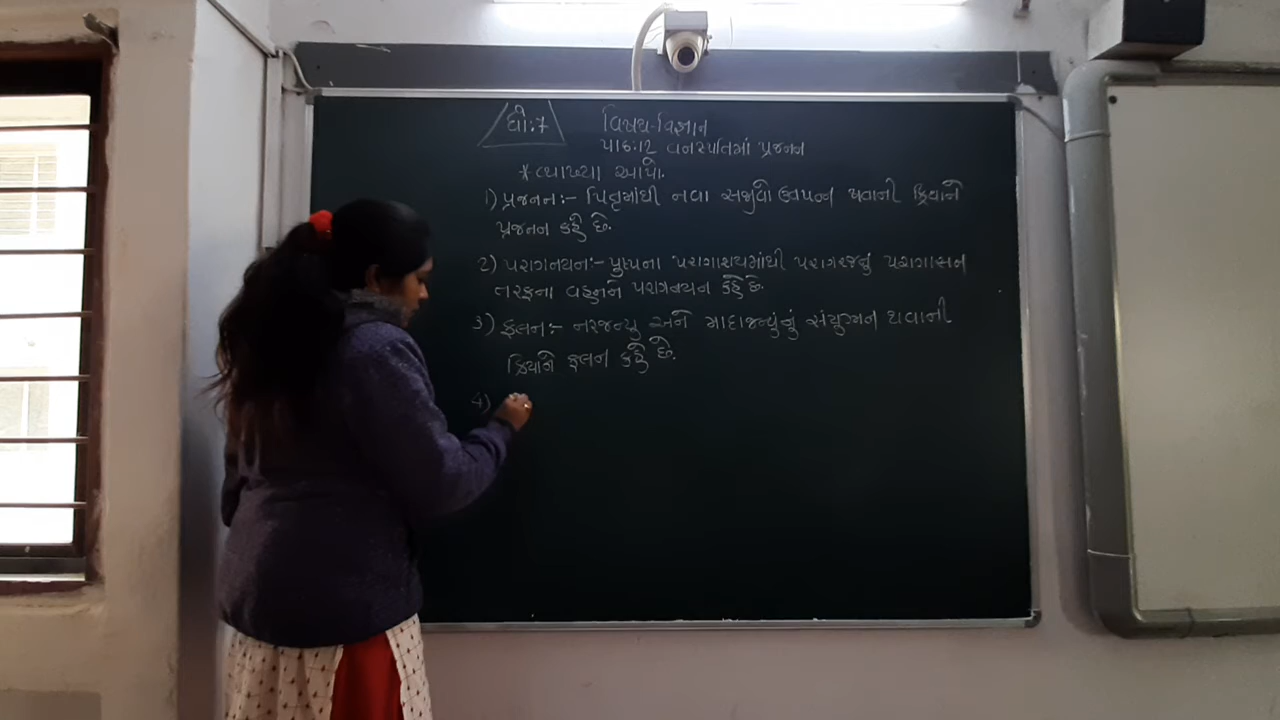 ધો:7
વિષય-વિજ્ઞાન
પાઠ:12 વનસ્પતિમાં પ્રજનન
* વ્યાખ્યા આપો.
1) પ્રજનન:- પિતૃમાંથી નવા સજીવો ઉત્પન્ન થવાની ક્રિયાને
પ્રજનન કહે છે.
2) પરાગનયન:- પુષ્પના પરાગાશયમાંથી પરાગરજનું પરાગાસન
તરફના વહનને પરાગનયન કહે છે.
3) ફલન:- નરજન્યુ અને માદાજન્યુનું સંયુગ્મન થવાની
ક્રિયાને ફલન કહે છે.
4)